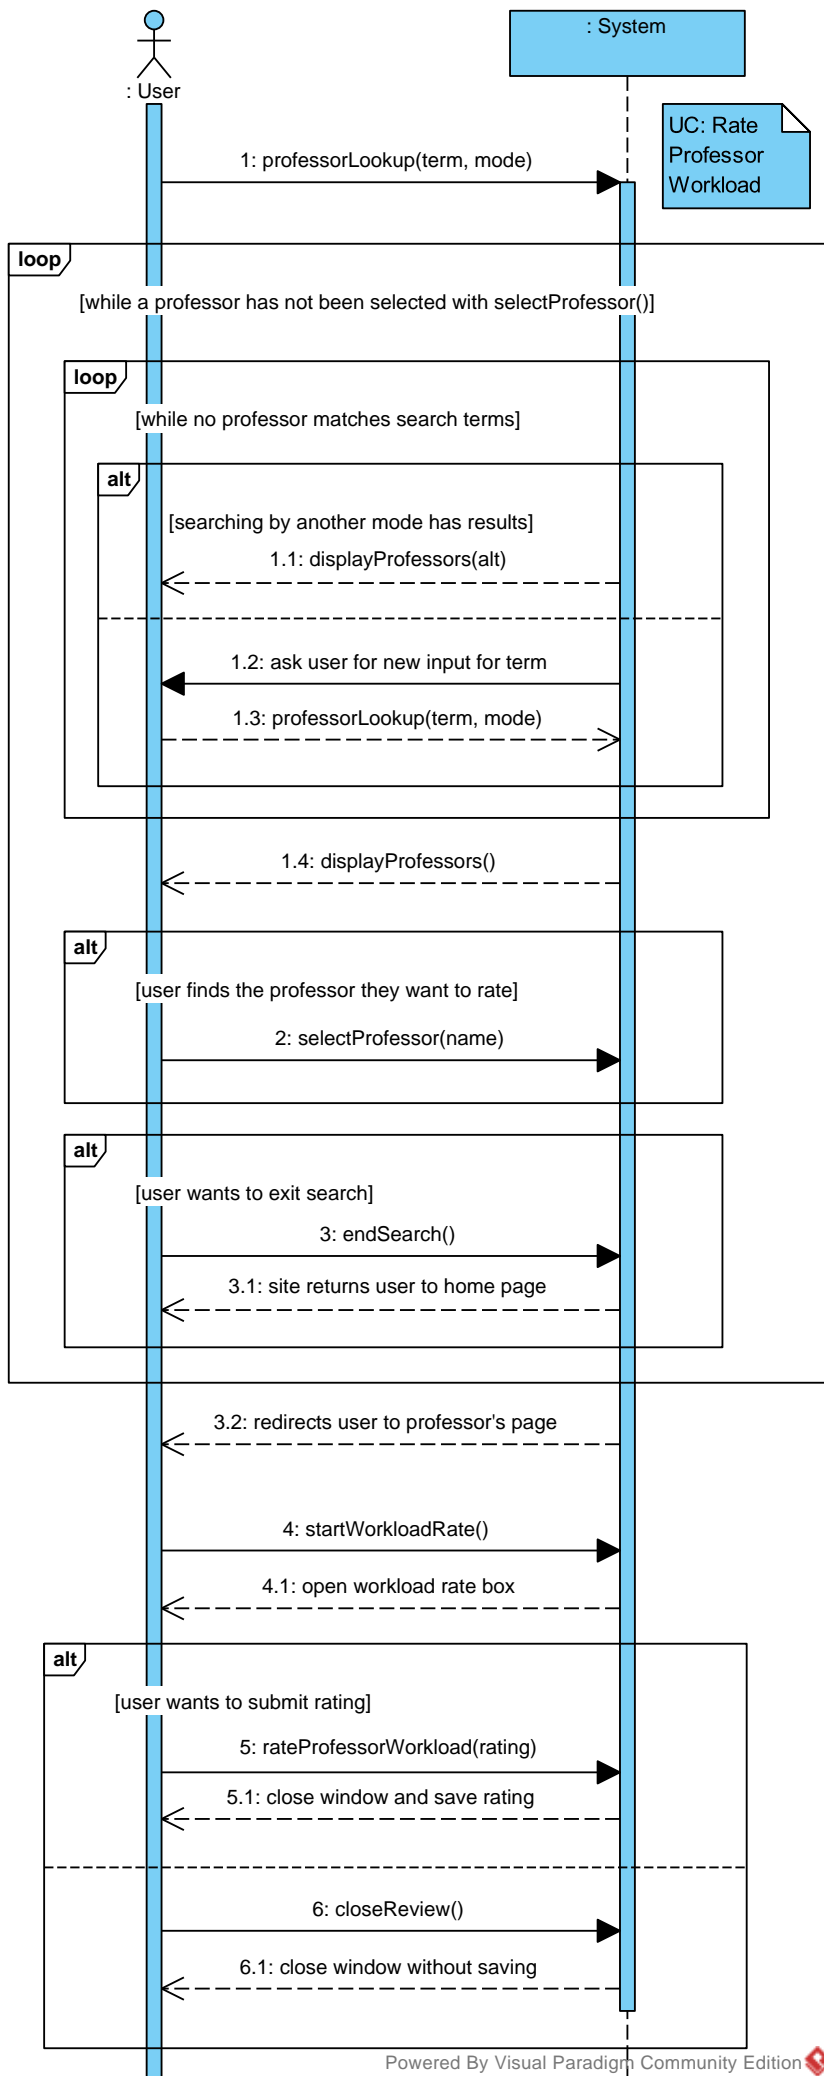 : User
: System
UC: Rate
Professor
Workload
1: professorLookup(term, mode)
loop
[while a professor has not been selected with selectProfessor()]
loop
[while no professor matches search terms]
alt
[searching by another mode has results]
1.1: displayProfessors(alt)
1.2: ask user for new input for term
1.3: professorLookup(term, mode)
1.4: displayProfessors()
alt
[user finds the professor they want to rate]
2: selectProfessor(name)
alt
[user wants to exit search]
3: endSearch()
3.1: site returns user to home page
3.2: redirects user to professor's page
4: startWorkloadRate()
4.1: open workload rate box
alt
[user wants to submit rating]
5: rateProfessorWorkload(rating)
5.1: close window and save rating
6: closeReview()
6.1: close window without saving
Powered By Visual Paradigm Community Edition